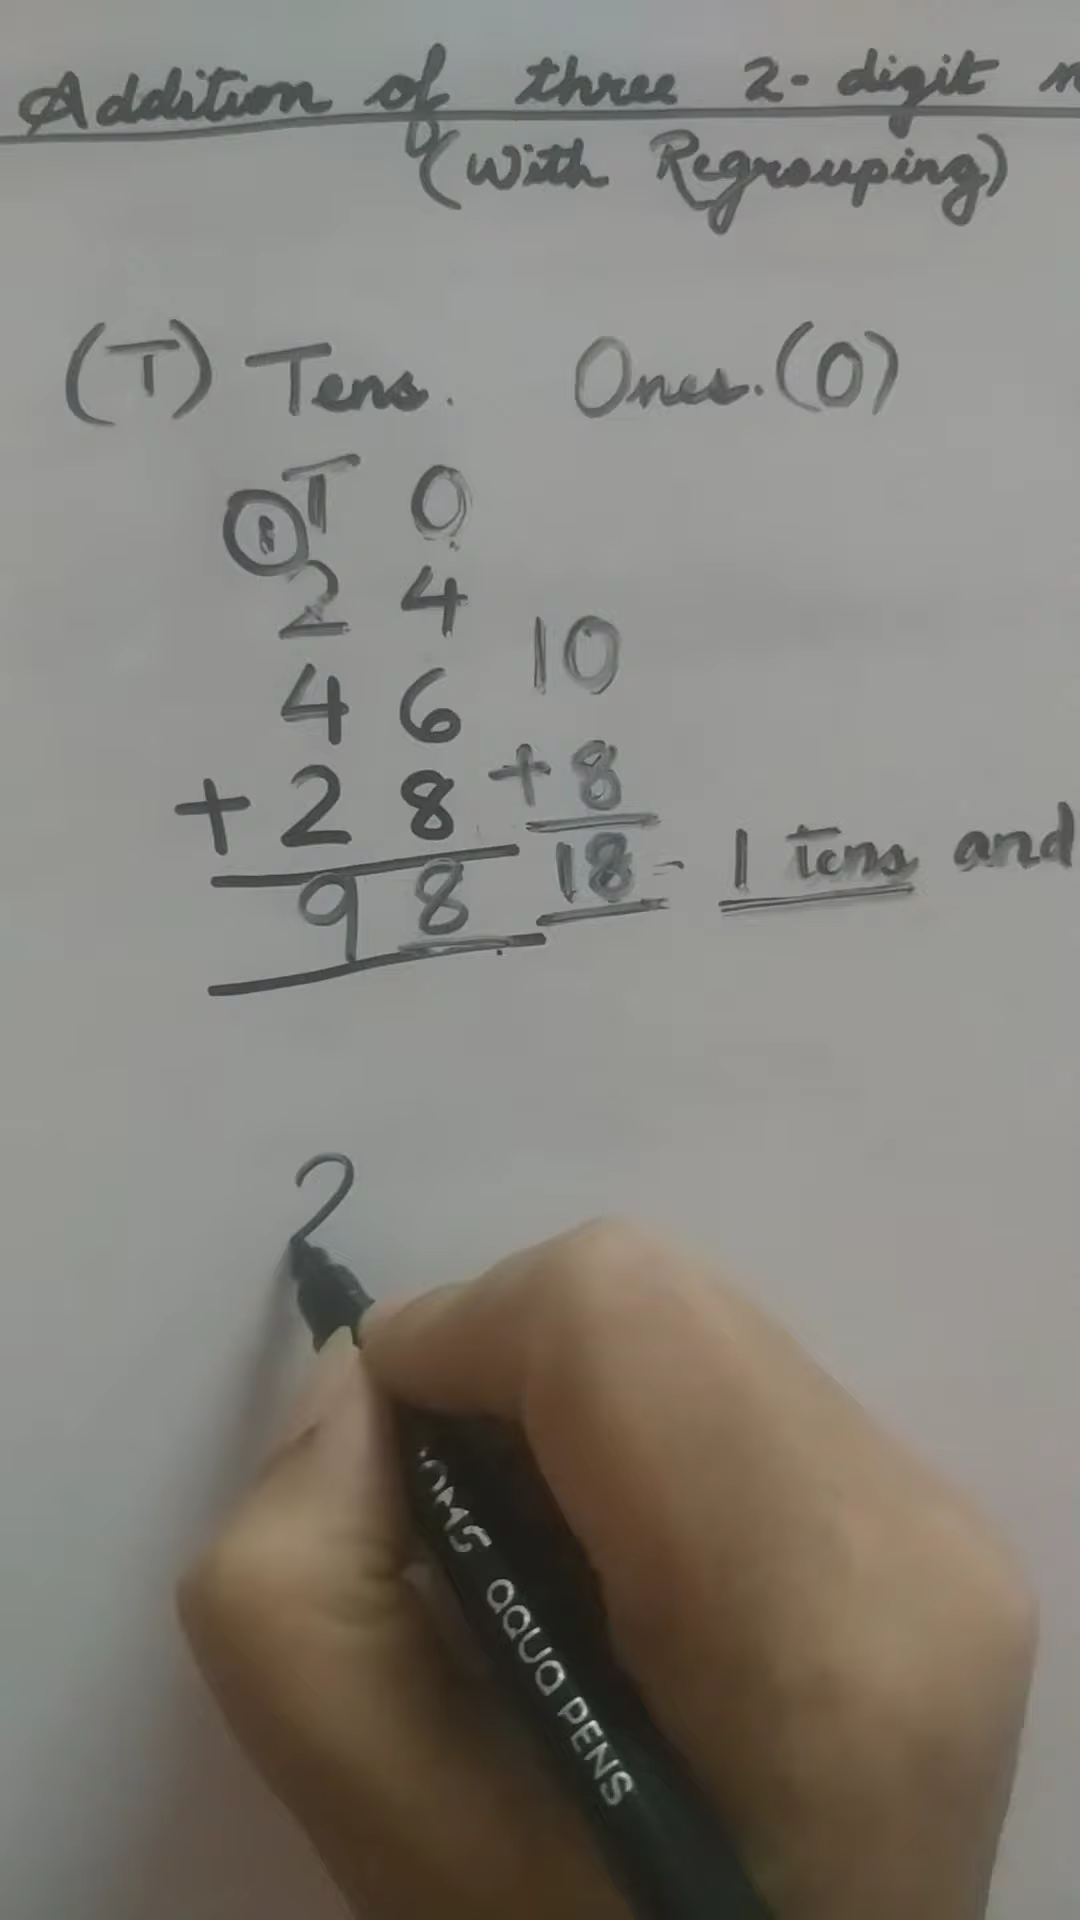 Addition of three 2-digit
(With Regrouping)
(T) Tens. Ones. (O)
T O
1
2 4
4 6 10
+ 2 8 + 8
9 8 18 - 1 Tens and
2
OMS AQUA PENS